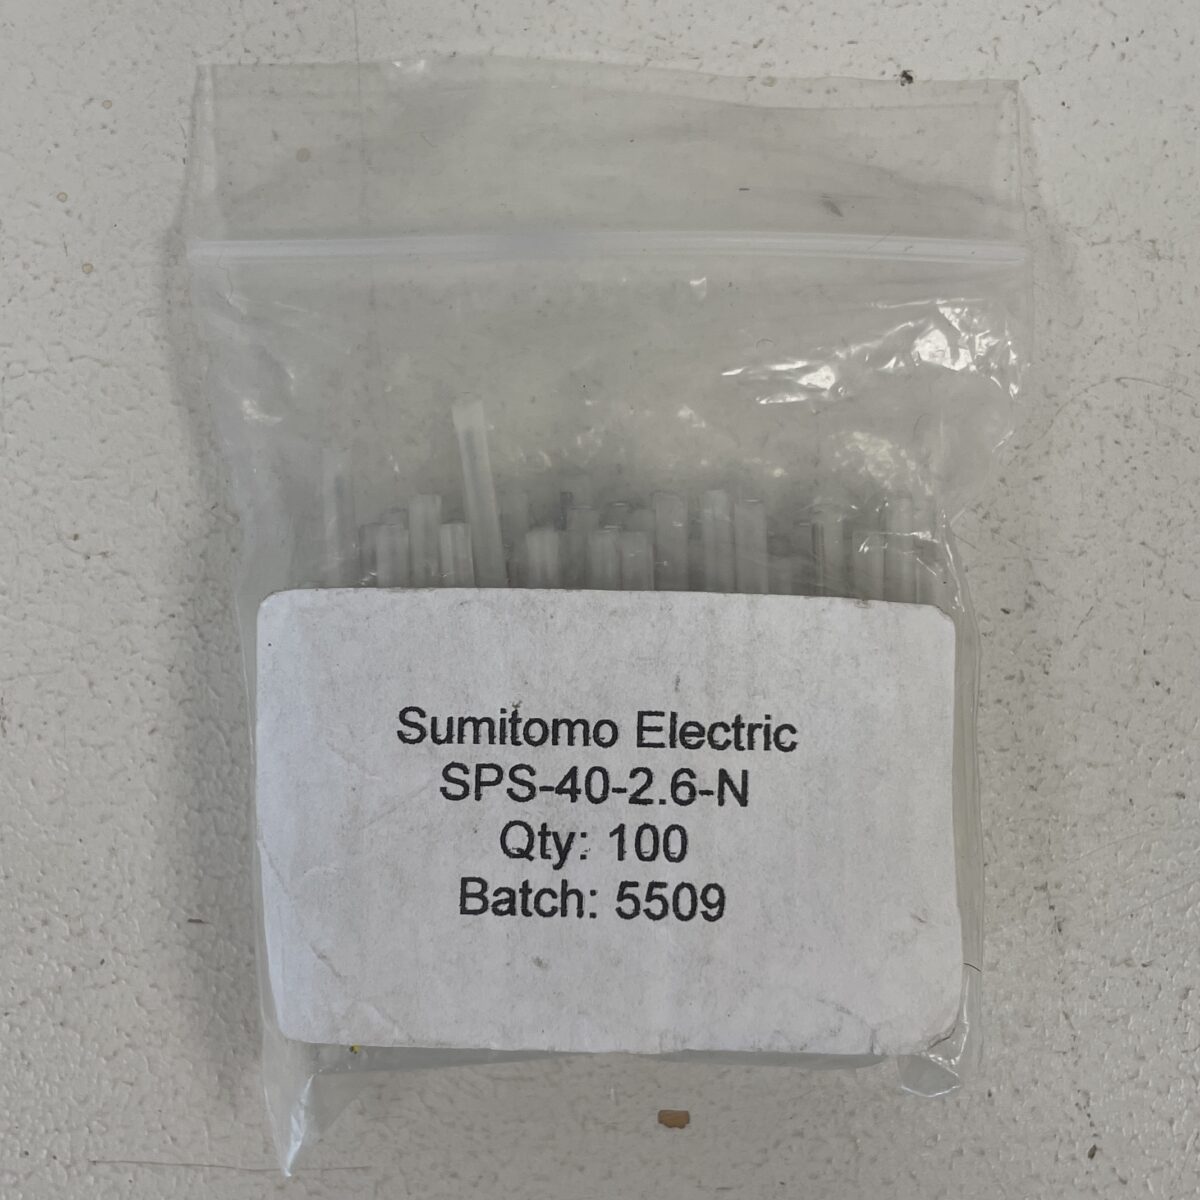 Sumitomo Electric
SPS-40-2.6-N
Qty: 100
Batch: 5509